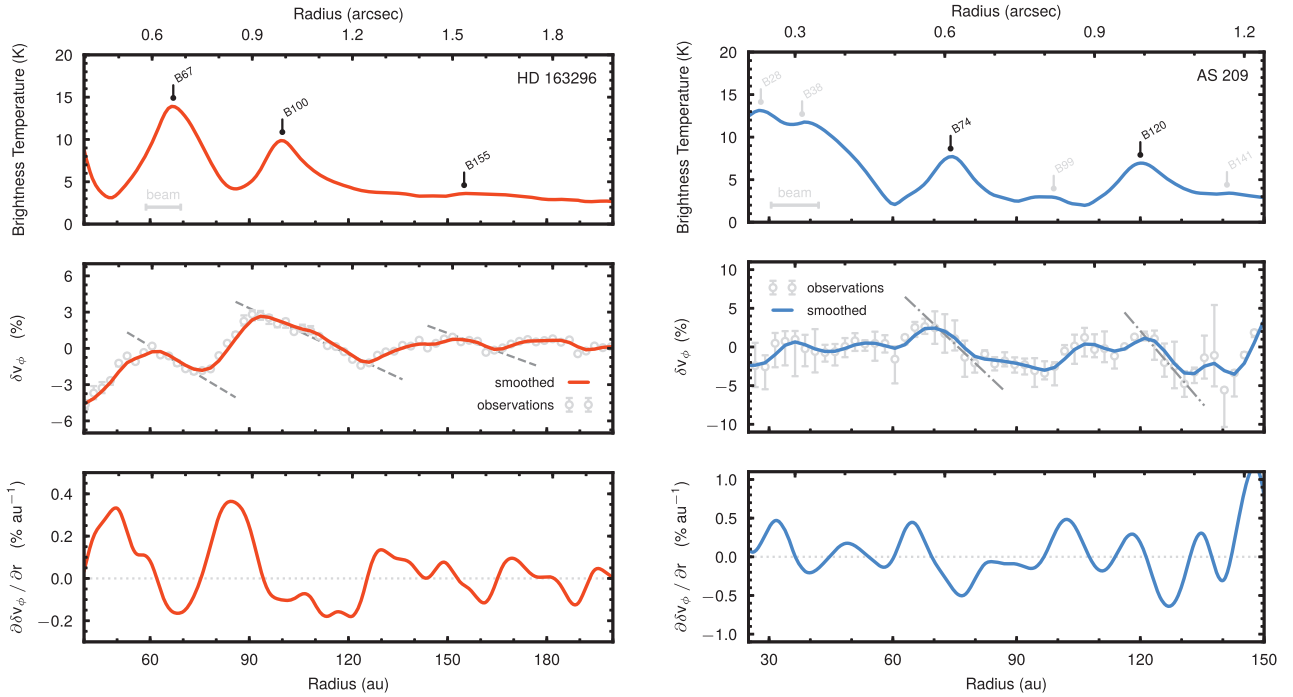 Radius (arcsec)
0.6 0.9 1.2 1.5 1.8
Brightness Temperature (K)
20
15
10
5
0
HD 163296
B67
B100
B155
beam
δvϕ (%)
6
3
0
−3
−6
smoothed
observations
∂δvϕ / ∂r (% au−1)
0.4
0.2
0.0
−0.2
60 90 120 150 180
Radius (au)
Radius (arcsec)
0.3 0.6 0.9 1.2
Brightness Temperature (K)
20
15
10
5
0
AS 209
B28
B38
B74
B99
B120
B141
beam
δvϕ (%)
10
5
0
−5
−10
observations
smoothed
∂δvϕ / ∂r (% au−1)
1.0
0.5
0.0
−0.5
−1.0
30 60 90 120 150
Radius (au)